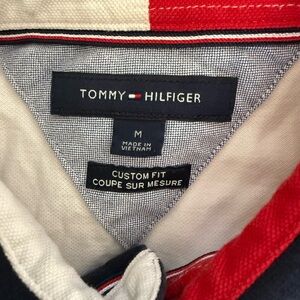 TOMMY HILFIGER
M
MADE IN
VIETNAM
CUSTOM FIT
COUPE SUR MESURE